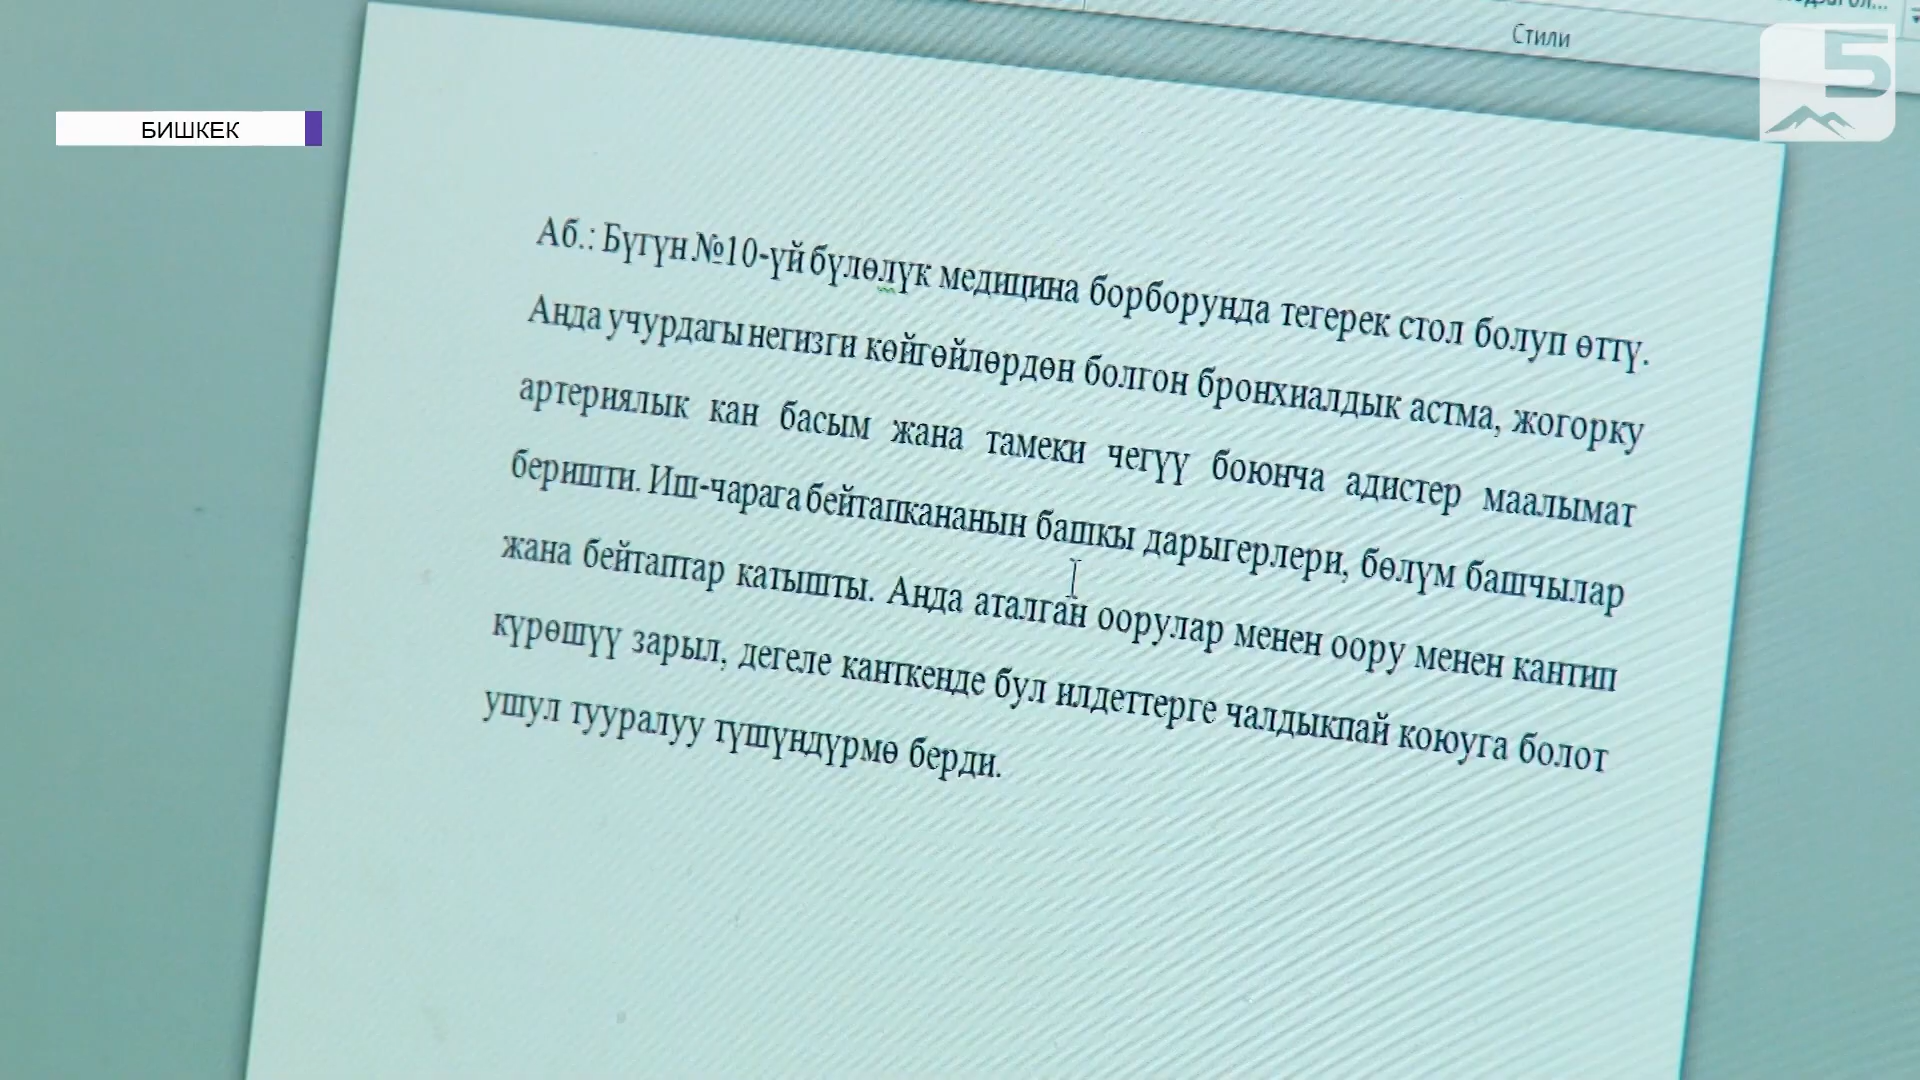 Стили
5
БИШКЕК
Аб.: Бүгүн №10-үй бүлөлүк медицина борборунда тегерек стол болуп өттү.
Аңда учурдагы негизги көйгөйлөрдөн болгон бронхиалдык астма, жогорку
артериялык кан басым жана тамеки чегүү боюнча адистер маалымат
беришти. Иш-чарага бейтапкананын башкы дарыгерлери, бөлүм башчылар
жана бейтаптар катышты. Аңда аталган оорулар менен оору менен кантип
күрөшүү зарыл, дегеле канткенде бул илдеттерге чалдыкпай коюуга болот
ушул тууралуу түшүндүрмө берди.